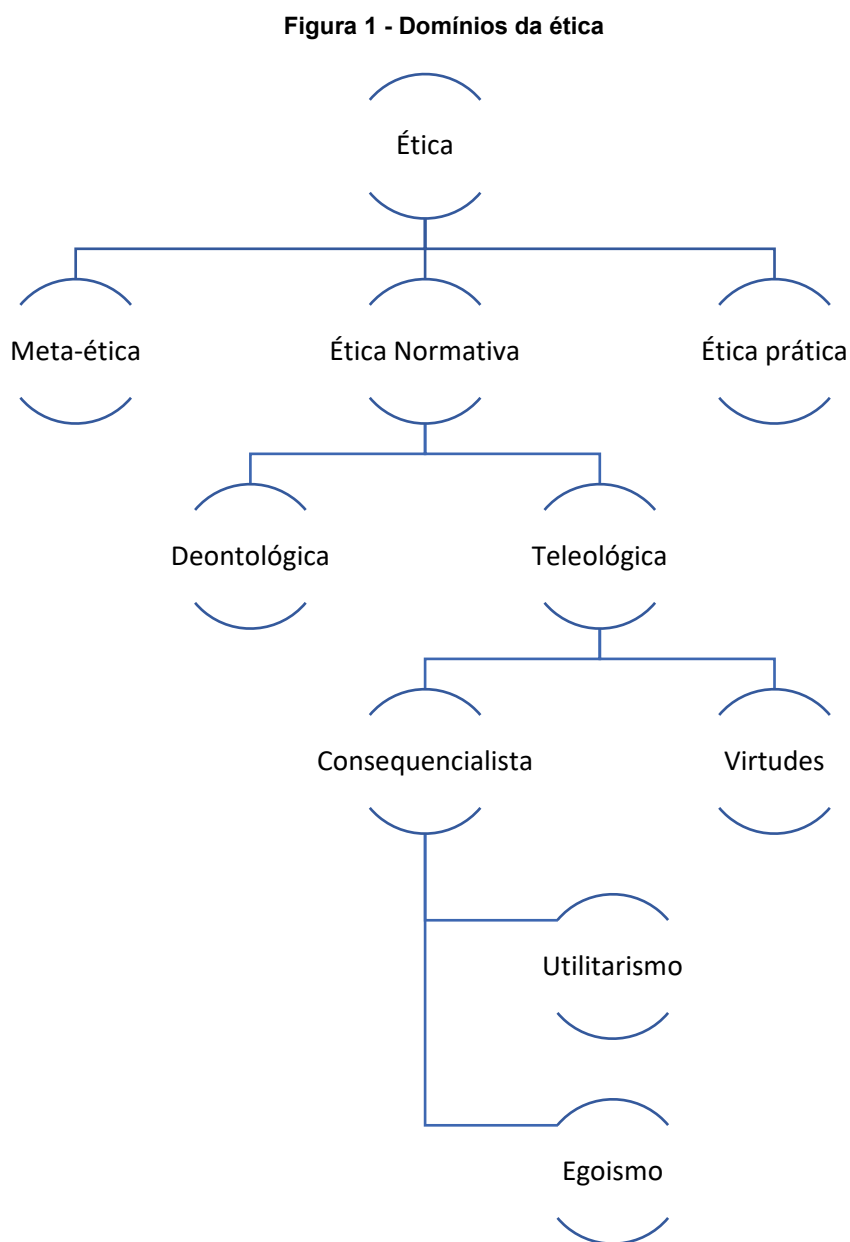 Figura 1 - Domínios da ética
Ética
Meta-ética
Ética Normativa
Ética prática
Deontológica
Teleológica
Consequencialista
Virtudes
Utilitarismo
Egoismo